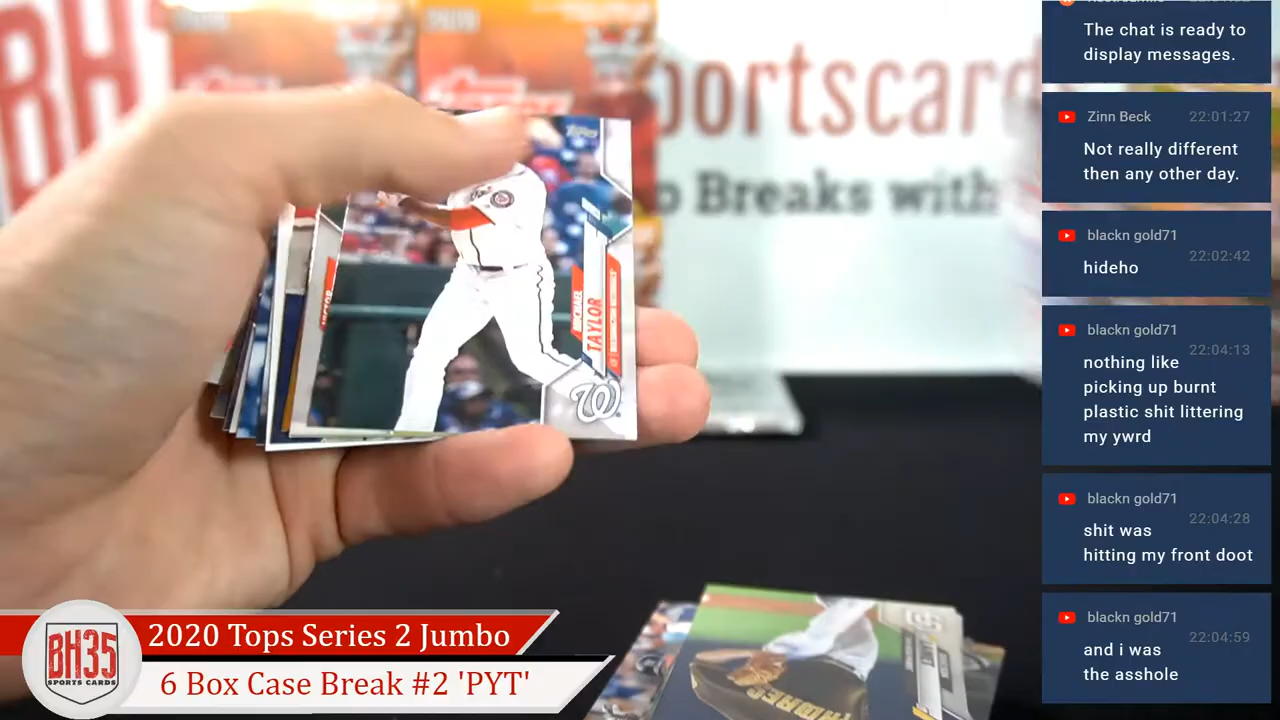 BH
portscard
o Breaks with
Topps
MICHAEL
TAYLOR
W
PADRES
2020 Tops Series 2 Jumbo
6 Box Case Break #2 'PYT'
BH35
SPORTS CARDS
The chat is ready to
display messages.
Zinn Beck 22:01:27
Not really different
then any other day.
blackn gold71 22:02:42
hideho
blackn gold71 22:04:13
nothing like
picking up burnt
plastic shit littering
my ywrd
blackn gold71 22:04:28
shit was
hitting my front doot
blackn gold71 22:04:59
and i was
the asshole